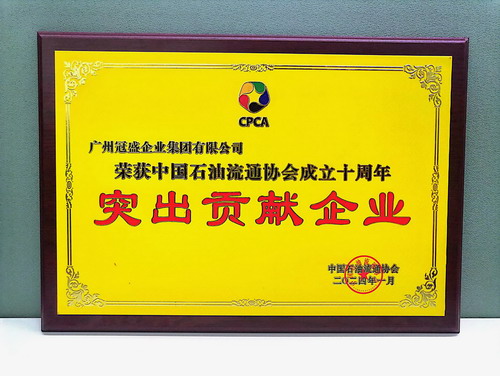 CPCA
广州冠盛企业集团有限公司
荣获中国石油流通协会成立十周年
突出贡献企业
中国石油流通协会
二〇二四年一月